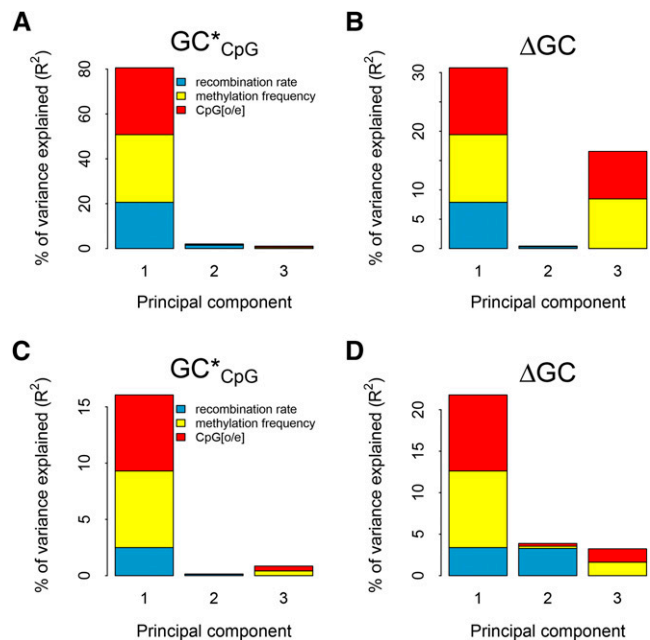 A
GC*CpG
% of variance explained (R2)
80
60
40
20
0
recombination rate
methylation frequency
CpG[o/e]
1 2 3
Principal component
B
ΔGC
% of variance explained (R2)
30
20
10
5
0
1 2 3
Principal component
C
GC*CpG
% of variance explained (R2)
15
10
5
0
recombination rate
methylation frequency
CpG[o/e]
1 2 3
Principal component
D
ΔGC
% of variance explained (R2)
20
15
10
5
0
1 2 3
Principal component